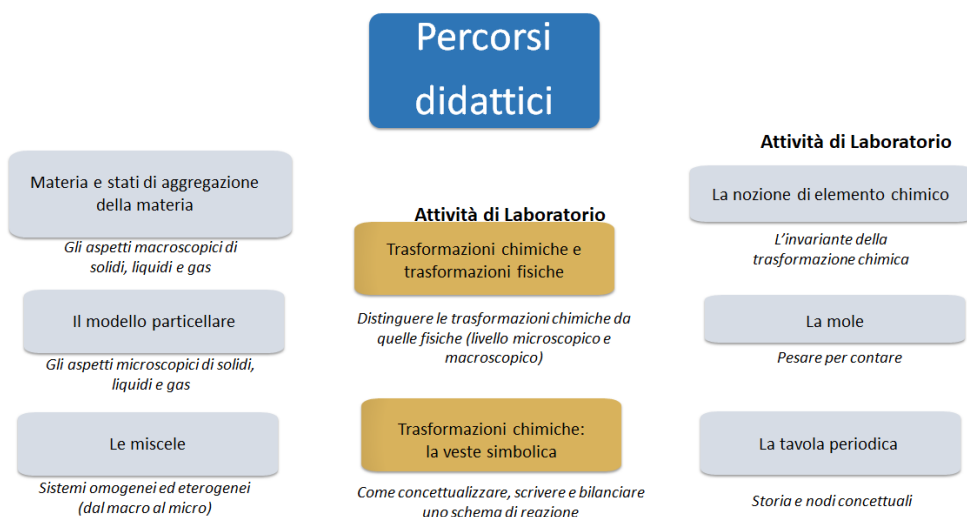 Percorsi
didattici
Materia e stati di aggregazione
della materia
Gli aspetti macroscopici di
solidi, liquidi e gas
Il modello particellare
Gli aspetti microscopici di solidi,
liquidi e gas
Le miscele
Sistemi omogenei ed eterogenei
(dal macro al micro)
Attività di Laboratorio
Trasformazioni chimiche e
trasformazioni fisiche
Distinguere le trasformazioni chimiche da
quelle fisiche (livello microscopico e
macroscopico)
Trasformazioni chimiche:
la veste simbolica
Come concettualizzare, scrivere e bilanciare
uno schema di reazione
Attività di Laboratorio
La nozione di elemento chimico
L'invariante della
trasformazione chimica
La mole
Pesare per contare
La tavola periodica
Storia e nodi concettuali